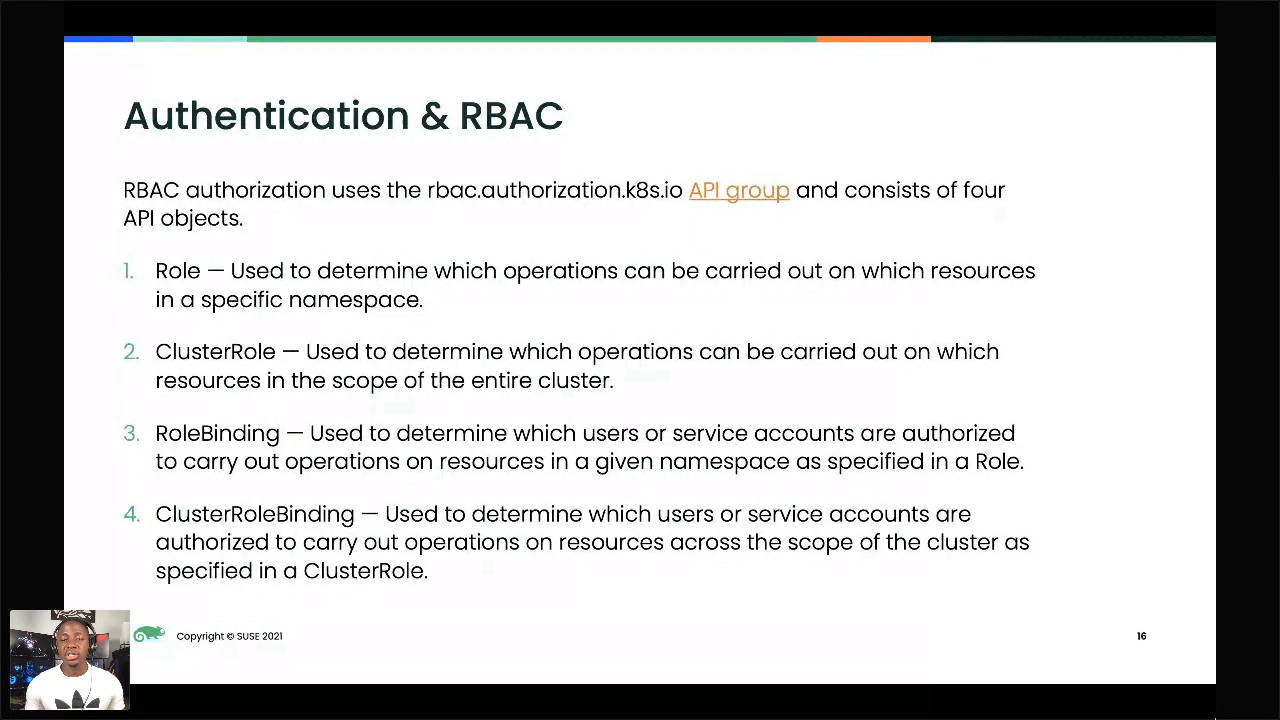 Authentication & RBAC
RBAC authorization uses the rbac.authorization.k8s.io API group and consists of four
API objects.
1. Role — Used to determine which operations can be carried out on which resources
in a specific namespace.
2. ClusterRole — Used to determine which operations can be carried out on which
resources in the scope of the entire cluster.
3. RoleBinding — Used to determine which users or service accounts are authorized
to carry out operations on resources in a given namespace as specified in a Role.
4. ClusterRoleBinding — Used to determine which users or service accounts are
authorized to carry out operations on resources across the scope of the cluster as
specified in a ClusterRole.
Copyright © SUSE 2021
16